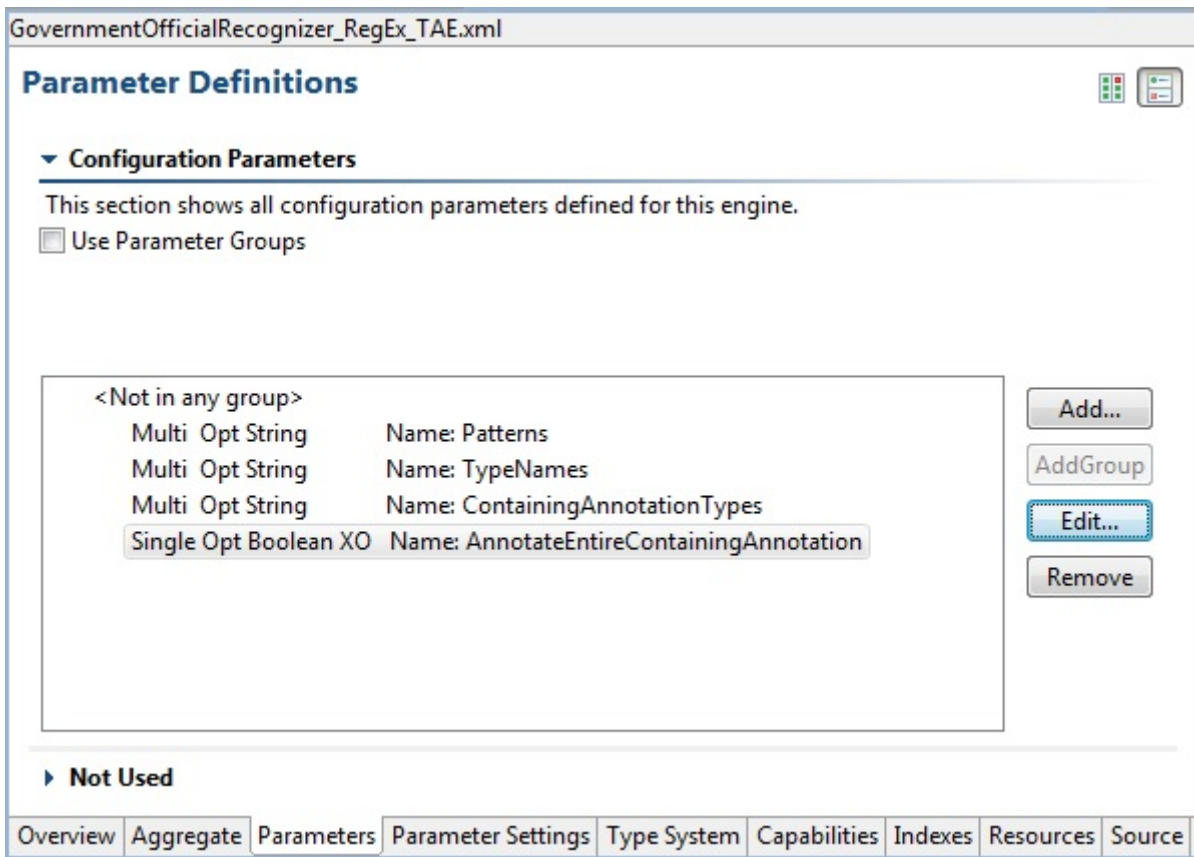 GovernmentOfficialRecognizer_RegEx_TAE.xml
Parameter Definitions
Configuration Parameters
This section shows all configuration parameters defined for this engine.
Use Parameter Groups
<Not in any group>
Multi Opt String Name: Patterns
Multi Opt String Name: TypeNames
Multi Opt String Name: ContainingAnnotationTypes
Single Opt Boolean XO Name: AnnotateEntireContainingAnnotation
Add...
AddGroup
Edit...
Remove
Not Used
Overview Aggregate Parameters Parameter Settings Type System Capabilities Indexes Resources Source